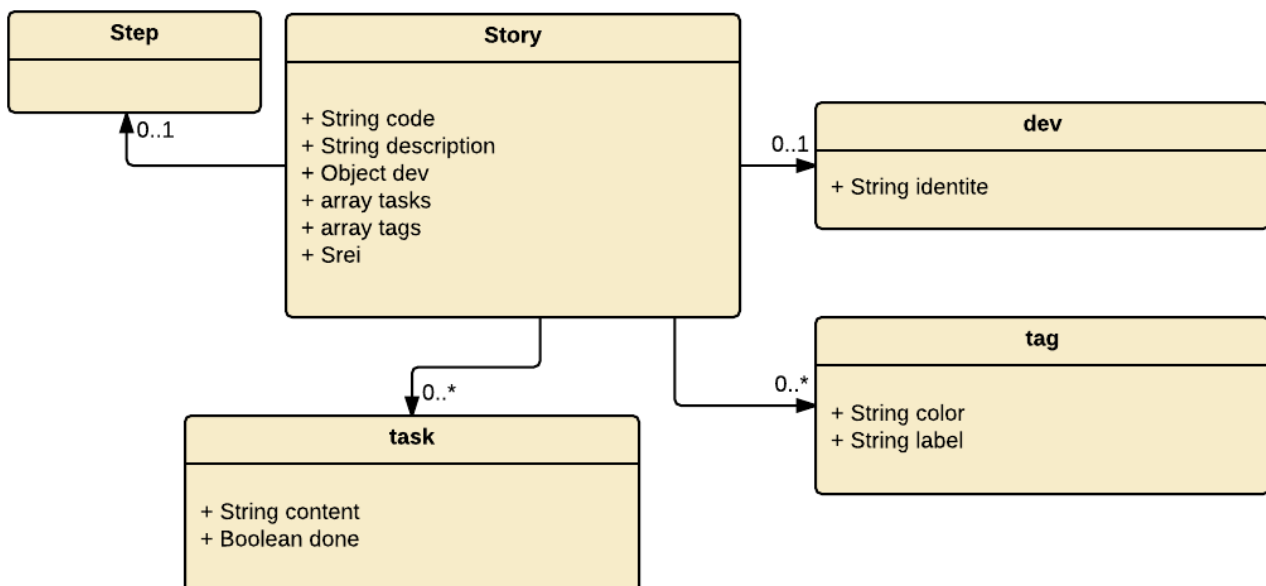 Step
Story
+ String code
+ String description
+ Object dev
+ array tasks
+ array tags
+ Srei
0..1
0..1
dev
+ String identite
0..*
tag
+ String color
+ String label
0..*
task
+ String content
+ Boolean done